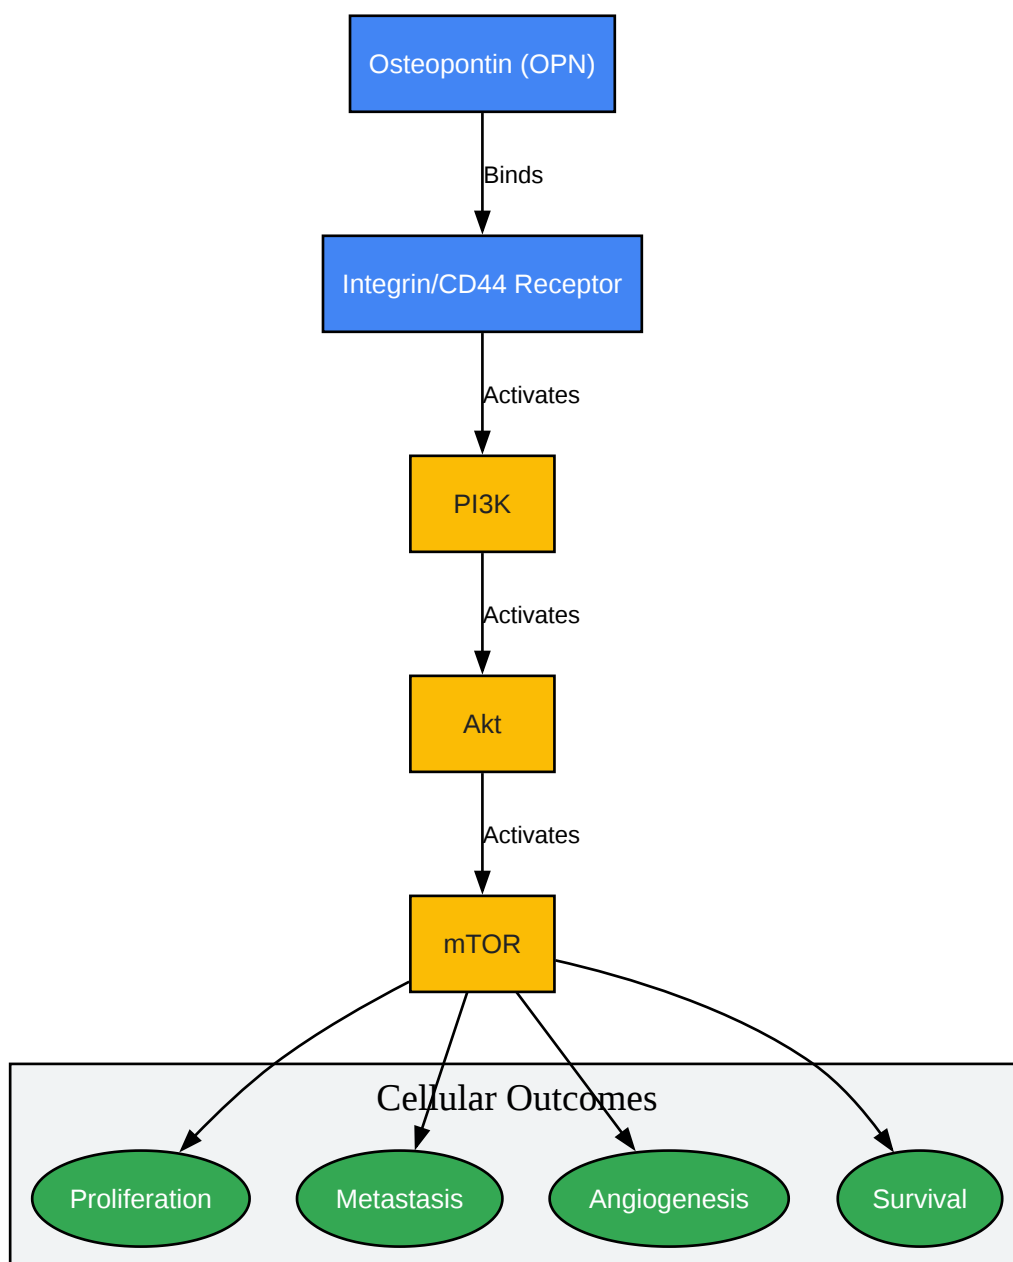 Osteopontin (OPN)
Binds
Integrin/CD44 Receptor
Activates
PI3K
Activates
Akt
Activates
mTOR
Cellular Outcomes
Proliferation
Metastasis
Angiogenesis
Survival